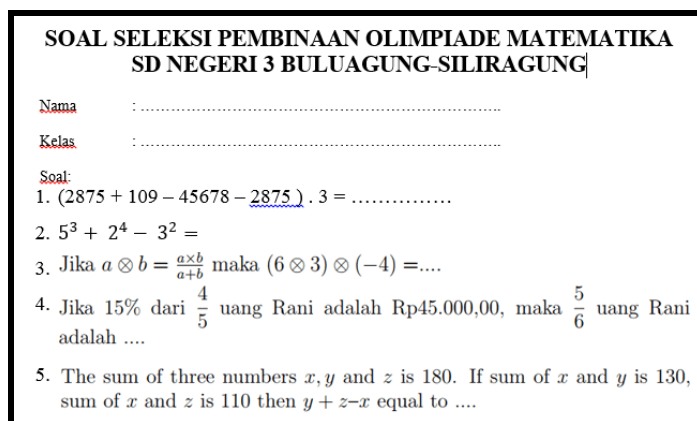 SOAL SELEKSI PEMBINAAN OLIMPIADE MATEMATIKA
SD NEGERI 3 BULUAGUNG-SILIRAGUNG
Nama : ......................................................................
Kelas : ......................................................................
Soal:
1. (2875 + 109 – 45678 – 2875 ) . 3 = ……………
2. 5³ + 2⁴ − 3² =
3. Jika a ⊗ b = a×b/a+b maka (6 ⊗ 3) ⊗ (−4) =....
4. Jika 15% dari 4/5 uang Rani adalah Rp45.000,00, maka 5/6 uang Rani
adalah ....
5. The sum of three numbers x, y and z is 180. If sum of x and y is 130,
sum of x and z is 110 then y + z−x equal to ....